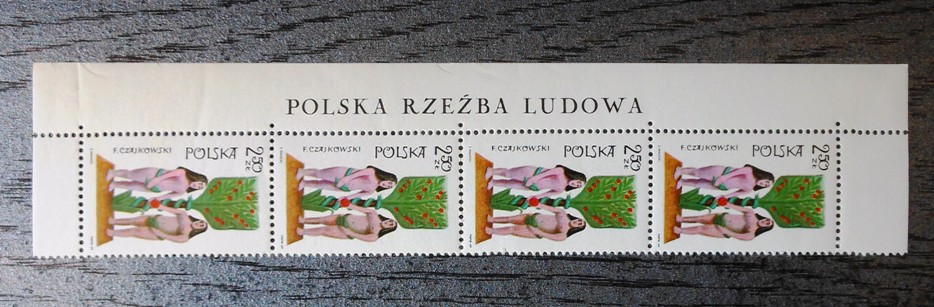 POLSKA RZEŹBA LUDOWA
F. CZAJKOWSKI
POLSKA
2.50 ZŁ
F. CZAJKOWSKI
POLSKA
2.50 ZŁ
F. CZAJKOWSKI
POLSKA
2.50 ZŁ
F. CZAJKOWSKI
POLSKA
2.50 ZŁ